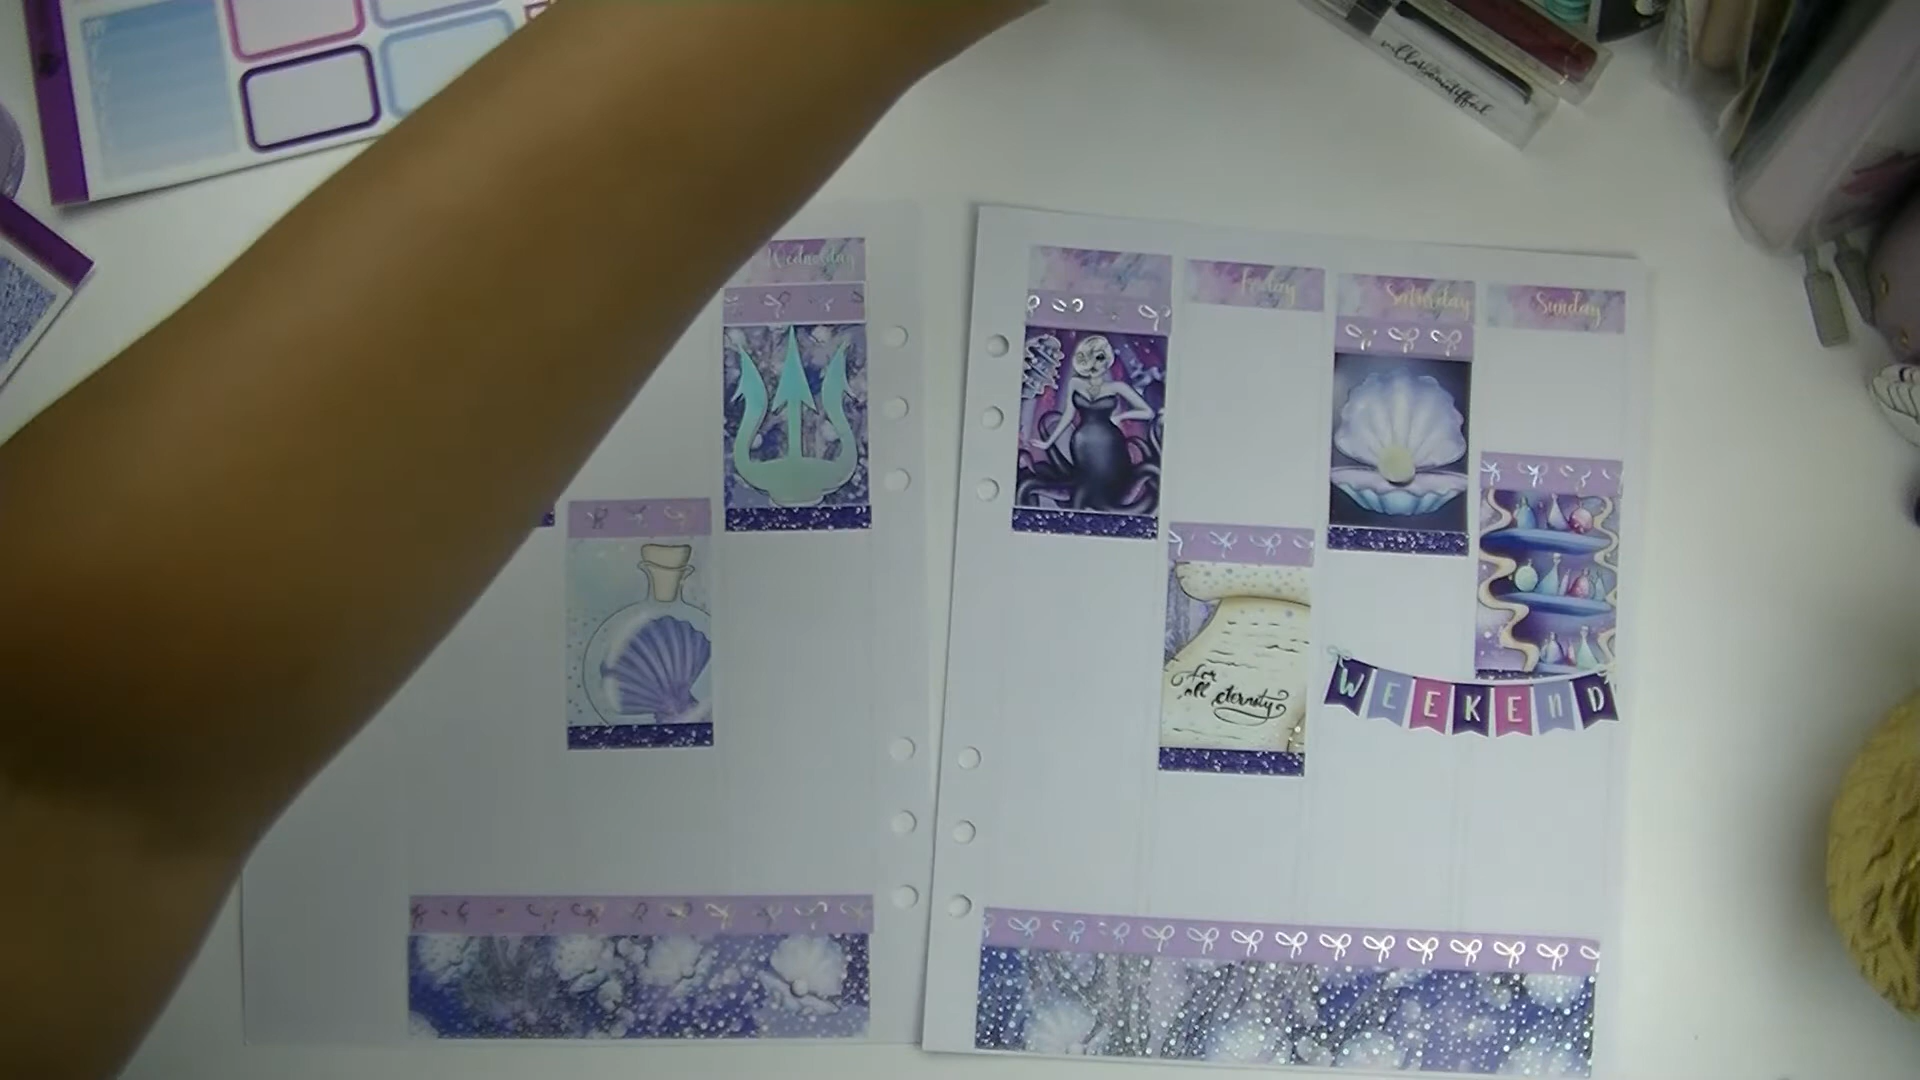 Wednesday
Friday
Saturday
Sunday
for
all eternity
WEEKEND